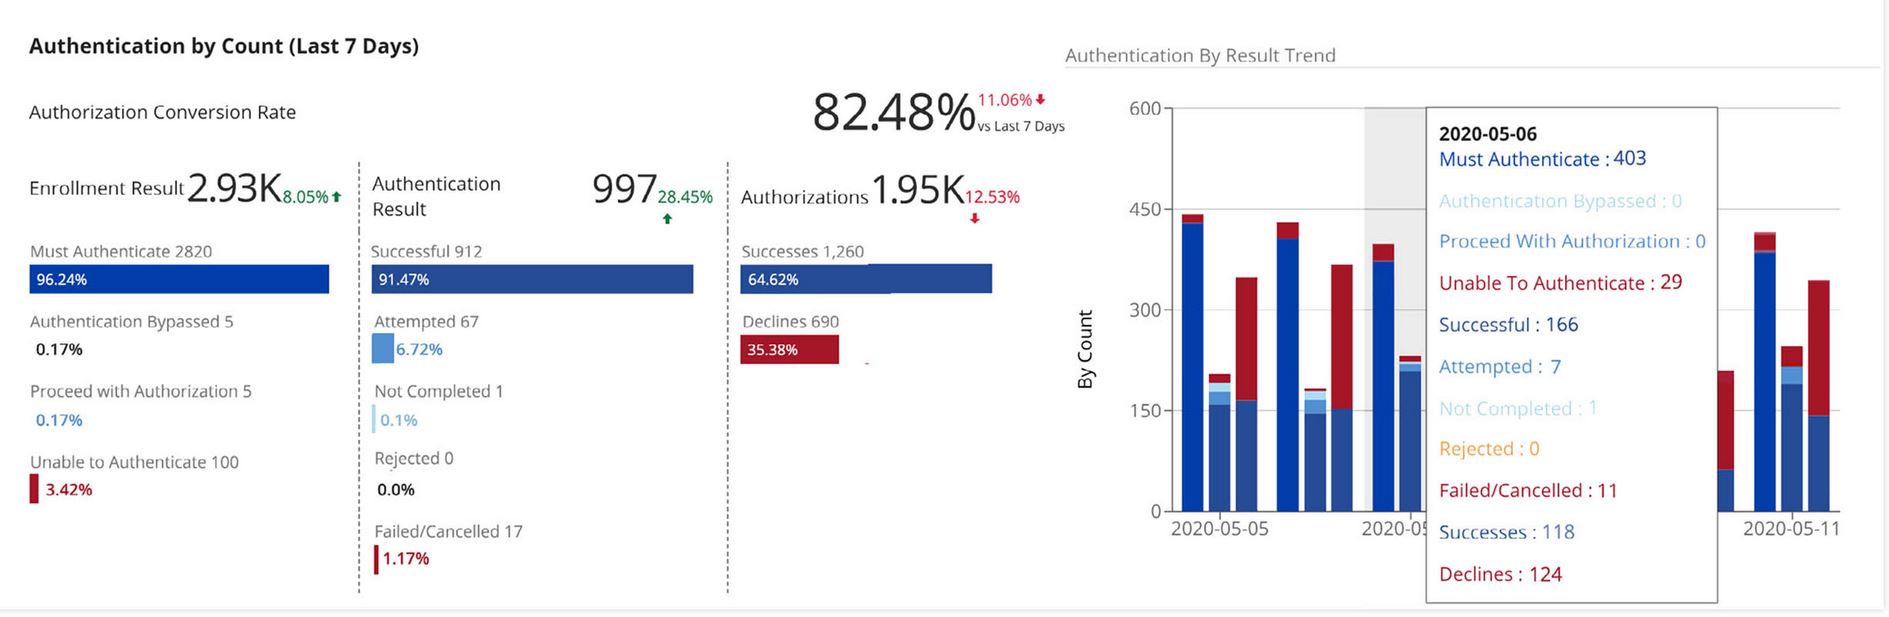 Authentication by Count (Last 7 Days)
Authorization Conversion Rate
82.48%
11.06%
vs Last 7 Days
Enrollment Result 2.93K 8.05%
Must Authenticate 2820
96.24%
Authentication Bypassed 5
0.17%
Proceed with Authorization 5
0.17%
Unable to Authenticate 100
3.42%
Authentication
Result
997 28.45%
Successful 912
91.47%
Attempted 67
6.72%
Not Completed 1
0.1%
Rejected 0
0.0%
Failed/Cancelled 17
1.17%
Authorizations 1.95K 12.53%
Successes 1,260
64.62%
Declines 690
35.38%
Authentication By Result Trend
By Count
600
450
300
150
0
2020-05-05
2020-05
2020-05-11
2020-05-06
Must Authenticate : 403
Authentication Bypassed : 0
Proceed With Authorization : 0
Unable To Authenticate : 29
Successful : 166
Attempted : 7
Not Completed : 1
Rejected : 0
Failed/Cancelled : 11
Successes : 118
Declines : 124